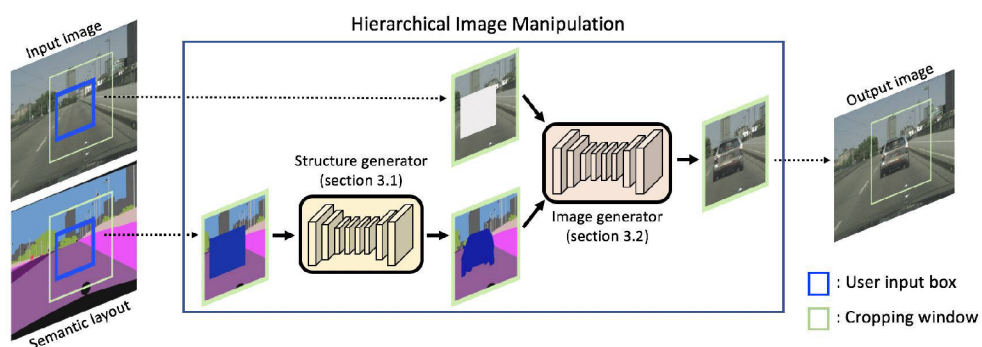 Hierarchical Image Manipulation
Input image
Semantic layout
Structure generator
(section 3.1)
Image generator
(section 3.2)
Output image
: User input box
: Cropping window